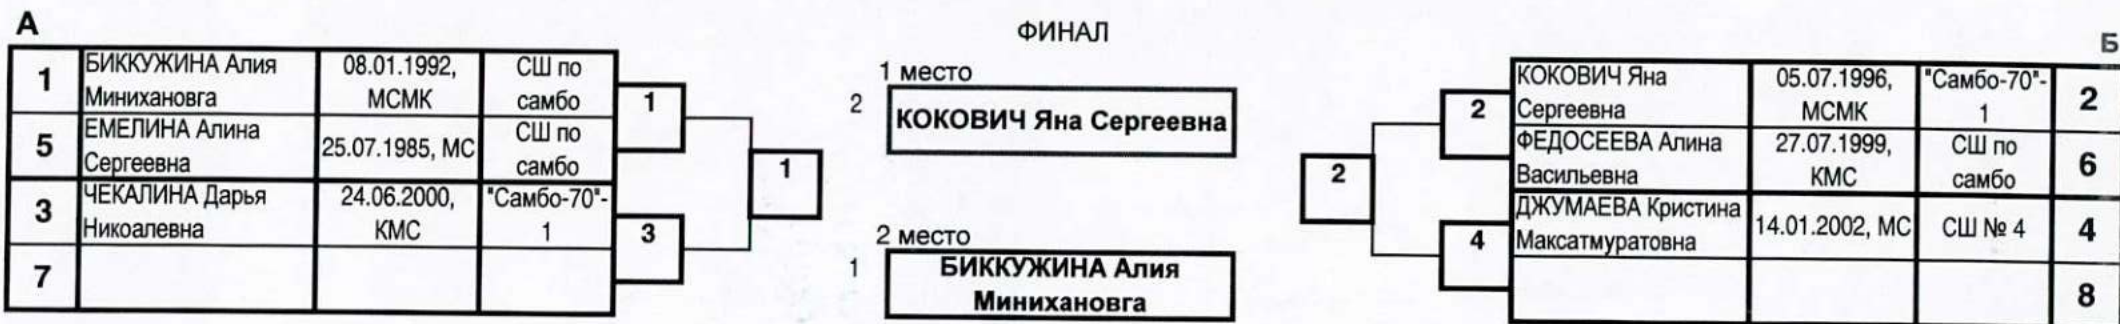 А
ФИНАЛ
Б
1
БИККУЖИНА Алия
Минихановга
08.01.1992,
МСМК
СШ по
самбо
5
ЕМЕЛИНА Алина
Сергеевна
25.07.1985, МС
СШ по
самбо
3
ЧЕКАЛИНА Дарья
Никоалевна
24.06.2000,
КМС
"Самбо-70"-
1
7
1
3
1
1 место
2
КОКОВИЧ Яна Сергеевна
2 место
1
БИККУЖИНА Алия
Минихановга
2
2
4
КОКОВИЧ Яна
Сергеевна
05.07.1996,
МСМК
"Самбо-70"-
1
2
ФЕДОСЕЕВА Алина
Васильевна
27.07.1999,
КМС
СШ по
самбо
6
ДЖУМАЕВА Кристина
Максатмуратовна
14.01.2002, МС
СШ № 4
4
8